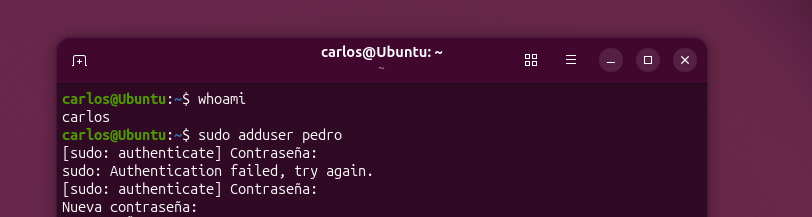 carlos@Ubuntu: ~
~
carlos@Ubuntu:~$ whoami
carlos
carlos@Ubuntu:~$ sudo adduser pedro
[sudo: authenticate] Contraseña:
sudo: Authentication failed, try again.
[sudo: authenticate] Contraseña:
Nueva contraseña: